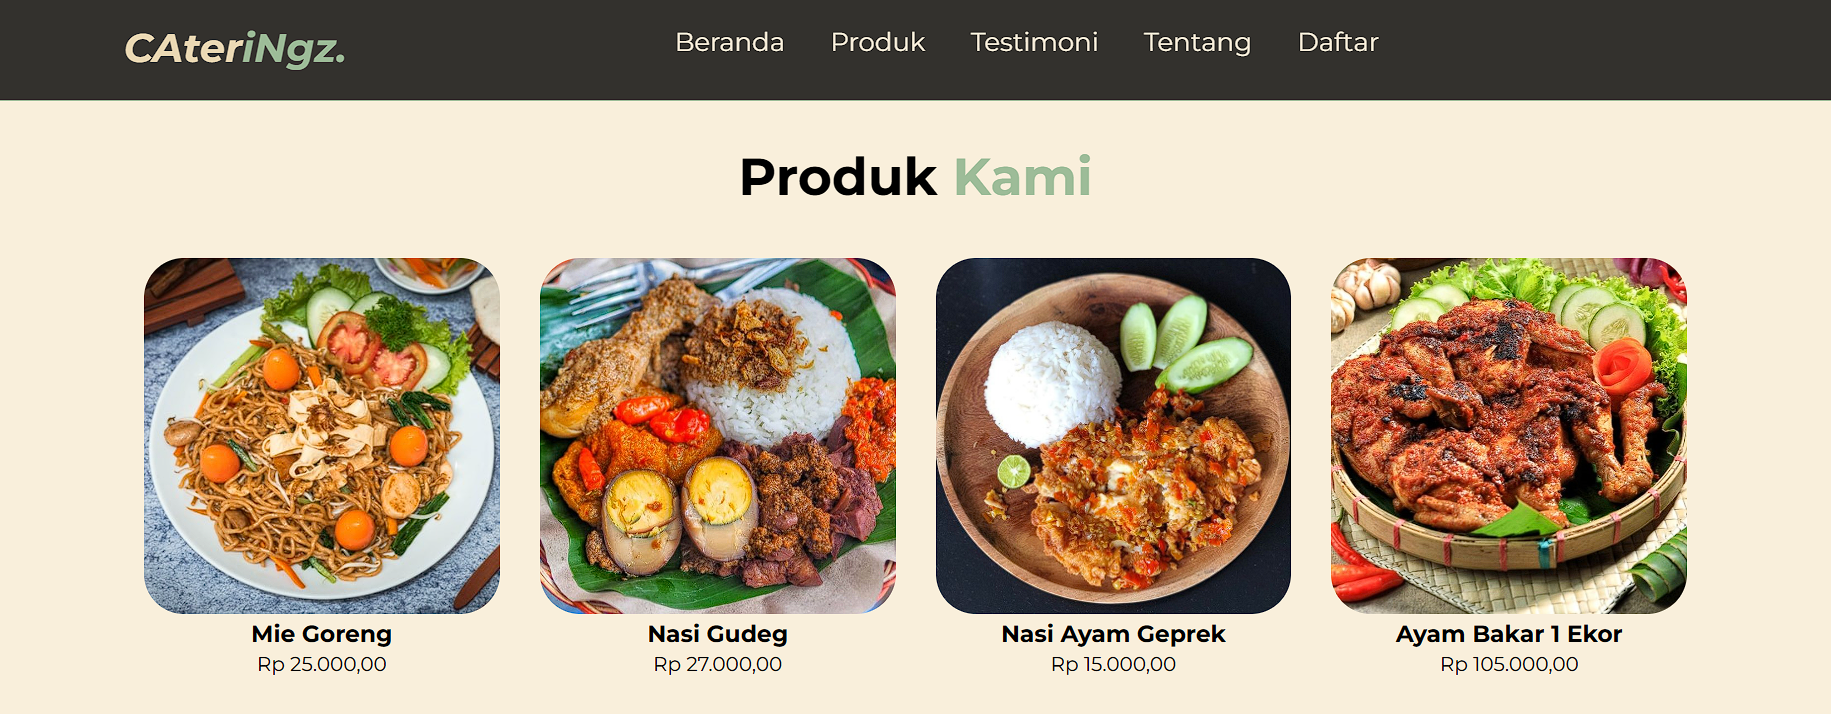 CAteriNgz.
Beranda Produk Testimoni Tentang Daftar
Produk Kami
Mie Goreng
Rp 25.000,00
Nasi Gudeg
Rp 27.000,00
Nasi Ayam Geprek
Rp 15.000,00
Ayam Bakar 1 Ekor
Rp 105.000,00